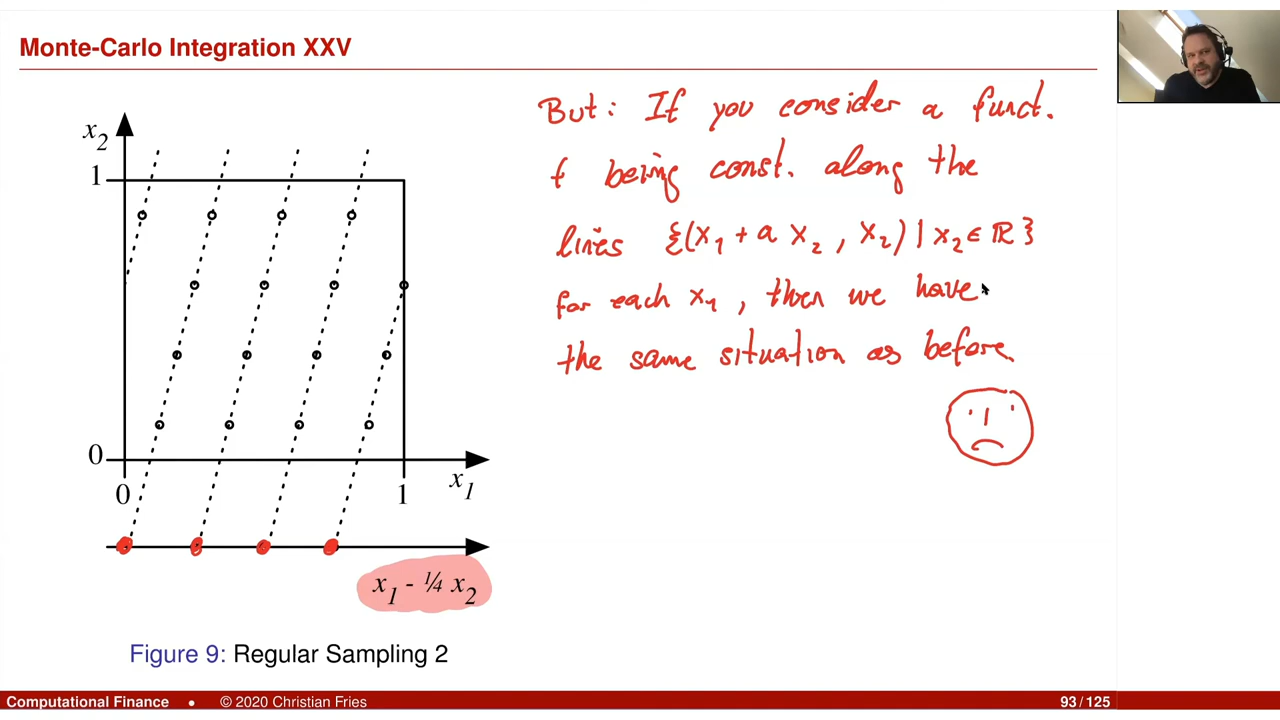 Monte-Carlo Integration XXV
x2
1
0
0
1
x1
x1 - ¼ x2
Figure 9: Regular Sampling 2
But: If you consider a funct.
f being const. along the
lines {(x1 + a x2, x2) | x2 ∈ ℝ}
for each x1, then we have
the same situation as before
Computational Finance • © 2020 Christian Fries 93/125